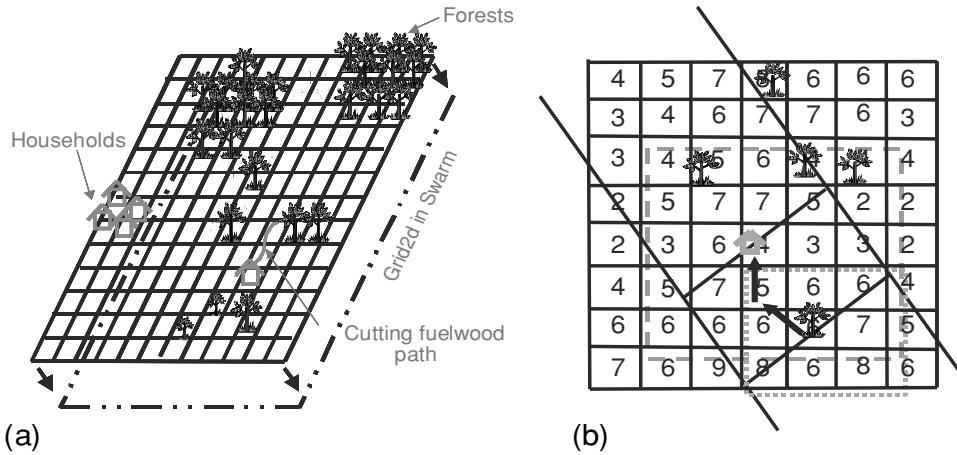 Forests
Households
Grid2d in Swarm
Cutting fuelwood
path
(a)
4 5 7 6 6 6
3 4 6 7 7 6 3
3 4 5 6 4
2 5 7 7 5 2 2
2 3 6 4 3 3 2
4 5 7 5 6 6 4
6 6 6 6 7 5
7 6 9 8 6 8 6
(b)